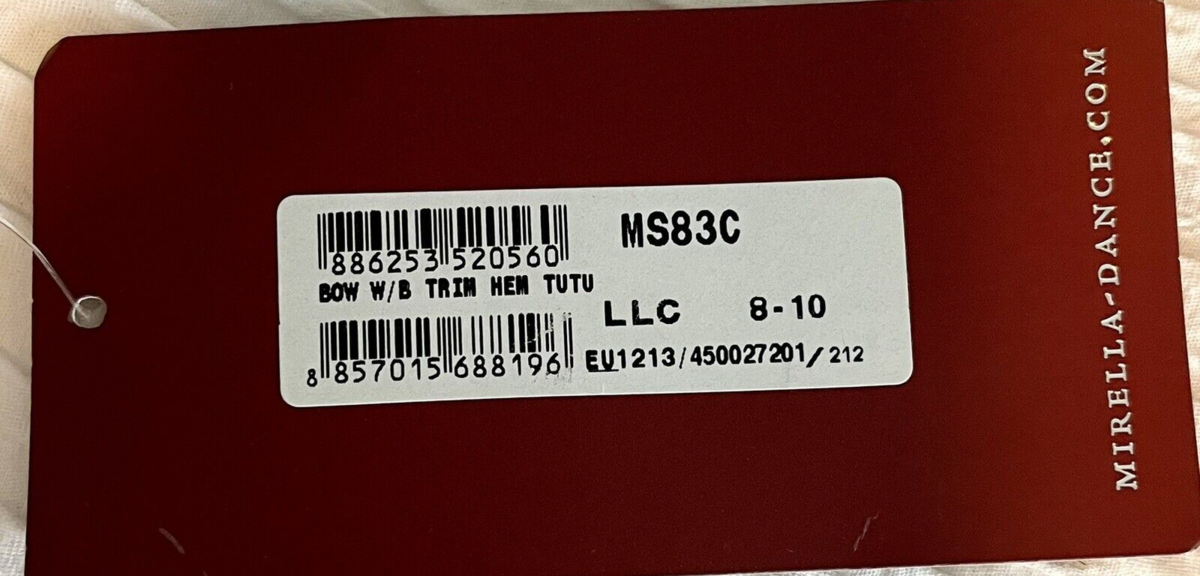 886253 520560
MS83C
BOW W/B TRIM HEM TUTU
LLC 8-10
8 857015 688196
EU1213/450027201/212
MIRELLA-DANCE.COM